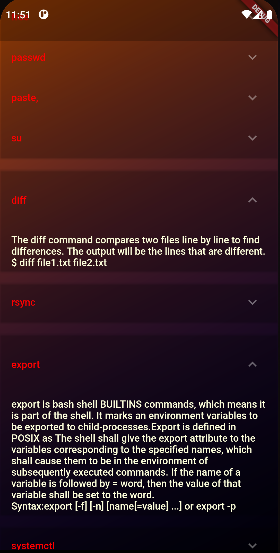 11:51
DEBUG
passwd
paste,
su
diff
The diff command compares two files line by line to find
differences. The output will be the lines that are different.
$ diff file1.txt file2.txt
rsync
export
export is bash shell BUILTINS commands, which means it
is part of the shell. It marks an environment variables to
be exported to child-processes.Export is defined in
POSIX as The shell shall give the export attribute to the
variables corresponding to the specified names, which
shall cause them to be in the environment of
subsequently executed commands. If the name of a
variable is followed by = word, then the value of that
variable shall be set to the word.
Syntax:export [-f] [-n] [name[=value] ...] or export -p
systemctl